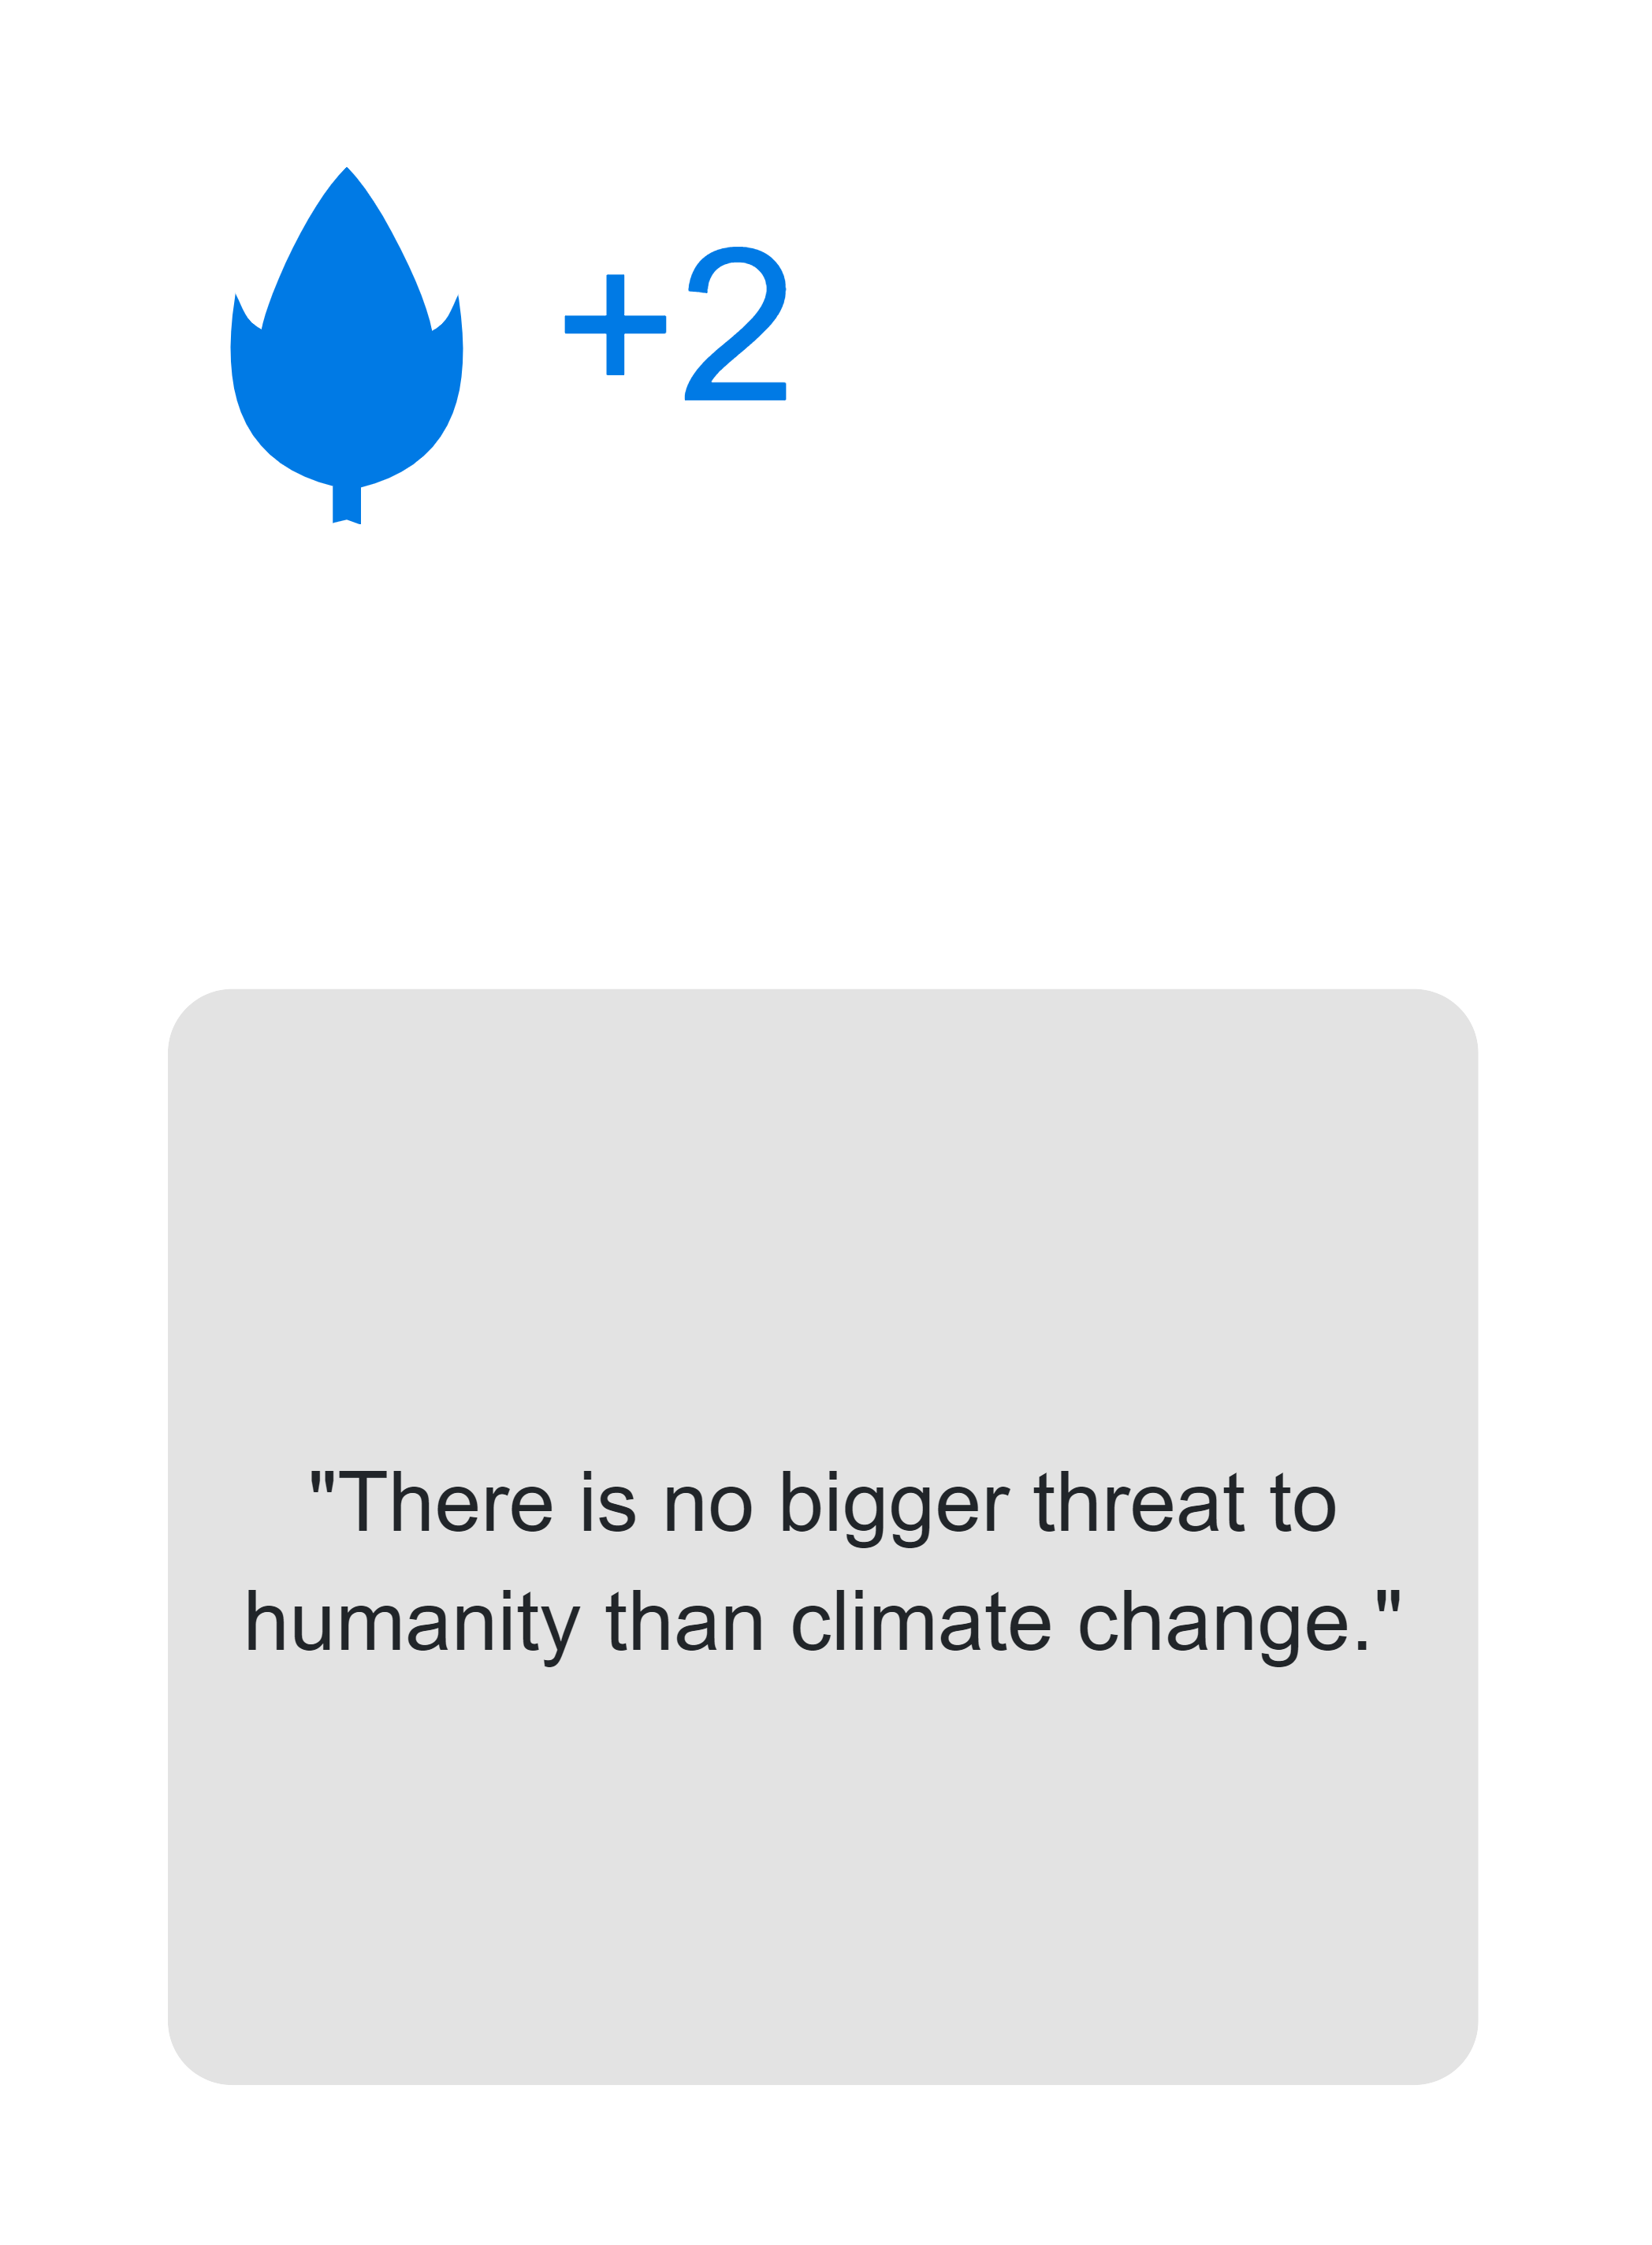 +2
"There is no bigger threat to
humanity than climate change."